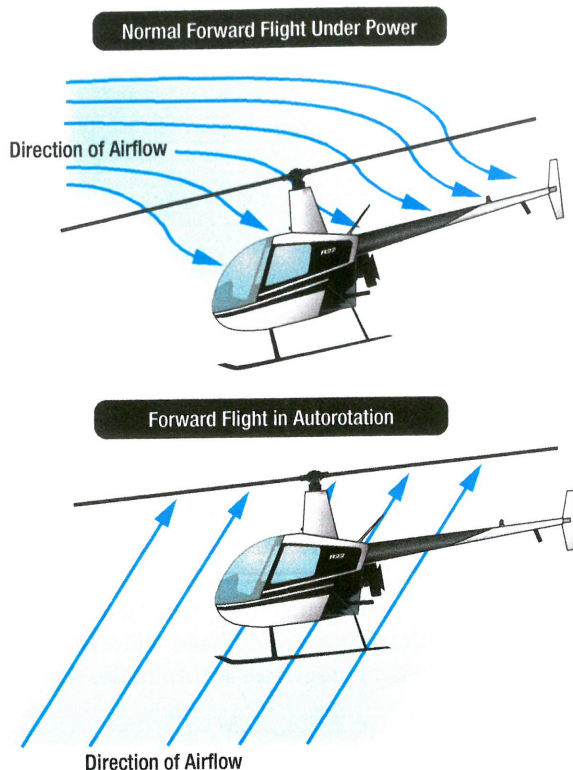 Normal Forward Flight Under Power
Direction of Airflow
R22
Forward Flight in Autorotation
R22
Direction of Airflow